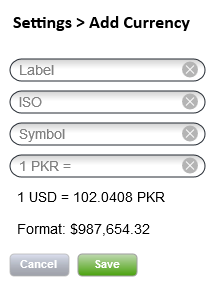 Settings > Add Currency
Label
ISO
Symbol
1 PKR =
1 USD = 102.0408 PKR
Format: $987,654.32
Cancel Save